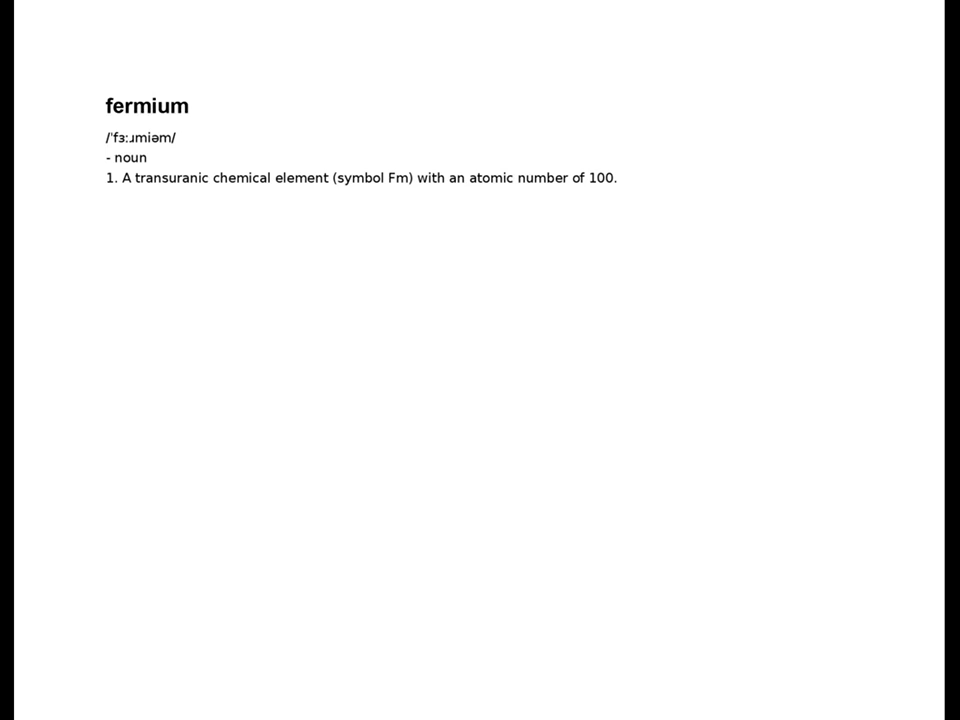 fermium
/ˈfɜːɹmiəm/
- noun
1. A transuranic chemical element (symbol Fm) with an atomic number of 100.